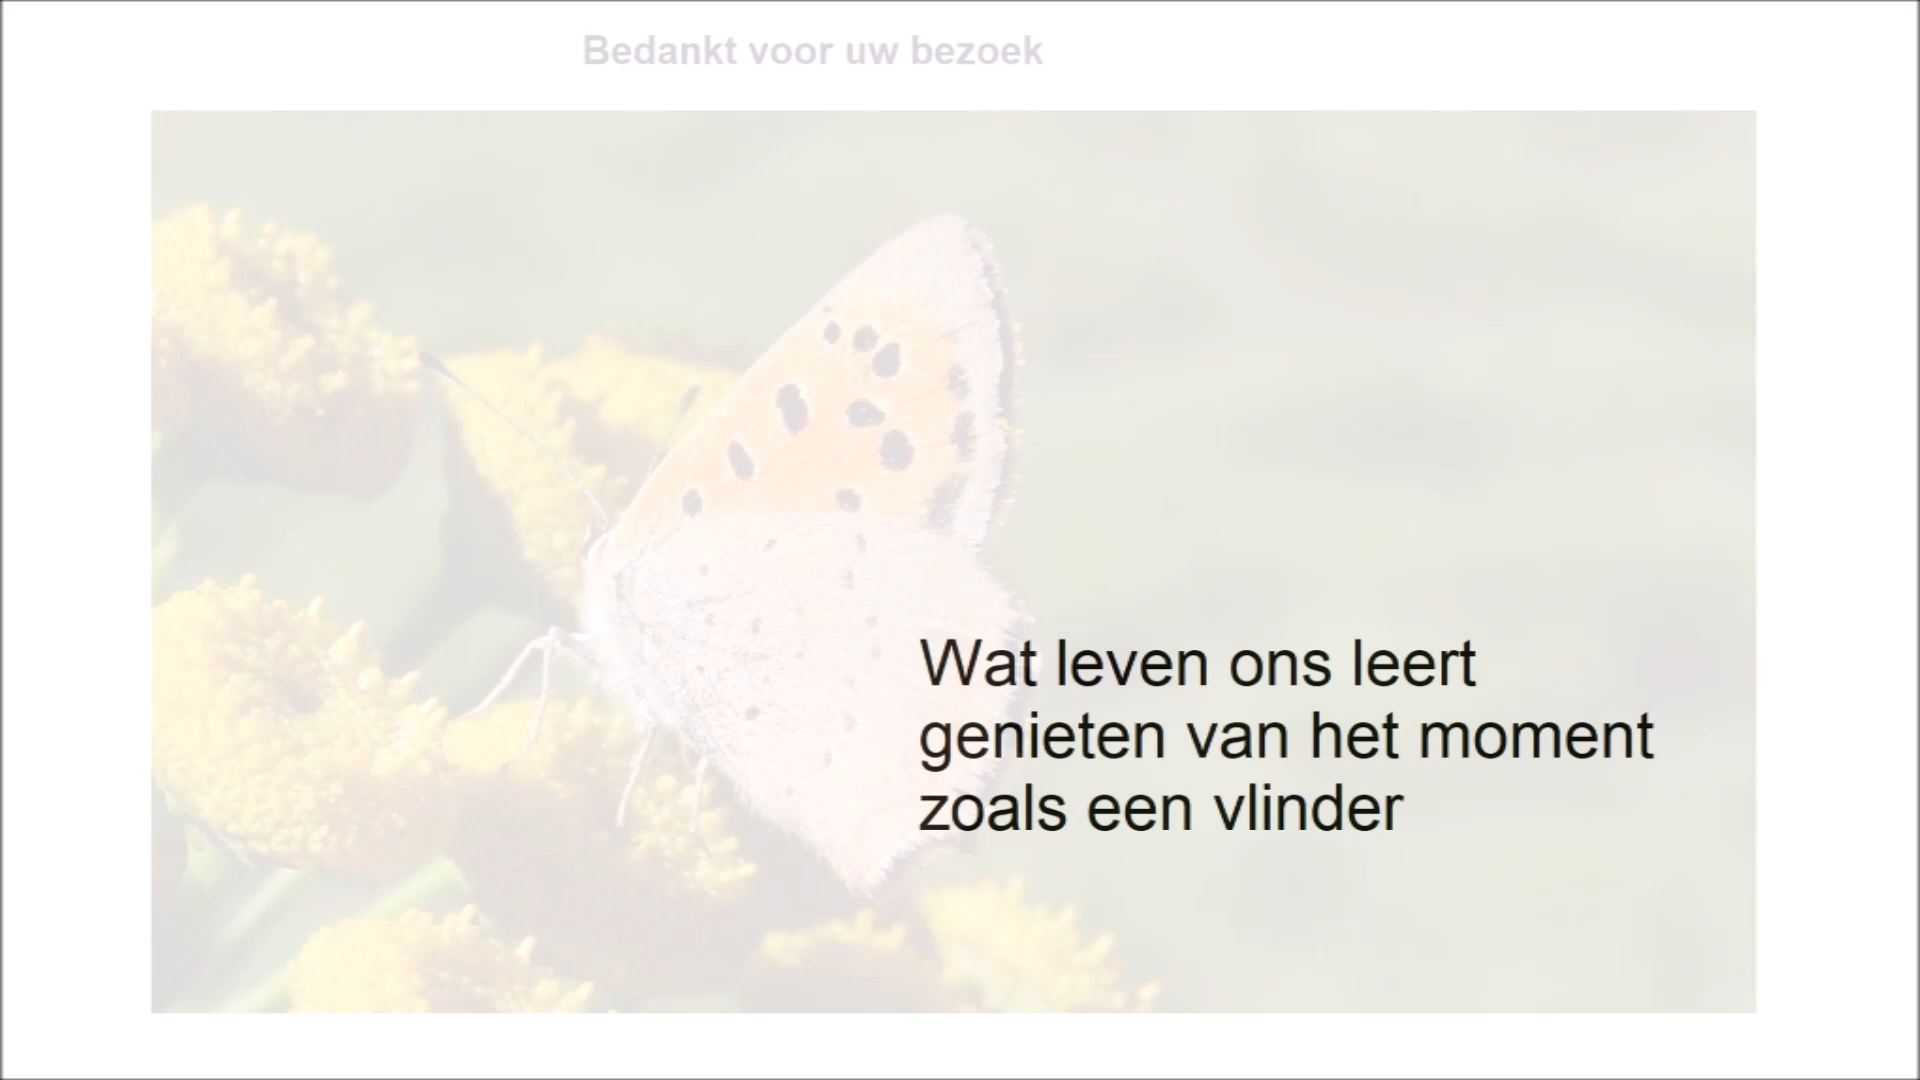 Bedankt voor uw bezoek
Wat leven ons leert
genieten van het moment
zoals een vlinder